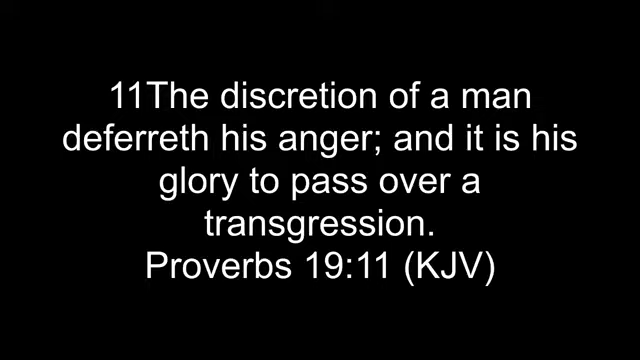 11The discretion of a man
deferreth his anger; and it is his
glory to pass over a
transgression.
Proverbs 19:11 (KJV)